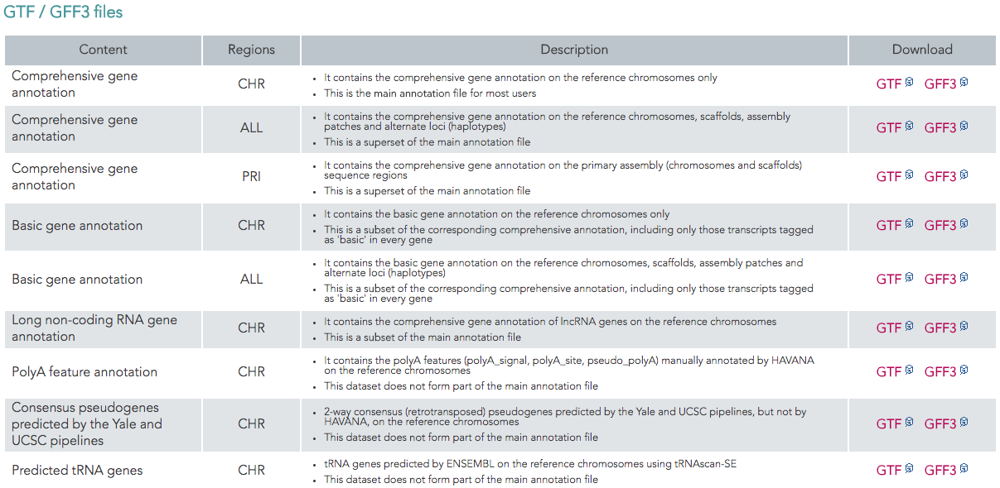 GTF / GFF3 files
Content Regions Description Download
Comprehensive gene
annotation
CHR
It contains the comprehensive gene annotation on the reference chromosomes only
This is the main annotation file for most users
GTF GFF3
Comprehensive gene
annotation
ALL
It contains the comprehensive gene annotation on the reference chromosomes, scaffolds, assembly
patches and alternate loci (haplotypes)
This is a superset of the main annotation file
GTF GFF3
Comprehensive gene
annotation
PRI
It contains the comprehensive gene annotation on the primary assembly (chromosomes and scaffolds)
sequence regions
This is a superset of the main annotation file
GTF GFF3
Basic gene annotation
CHR
It contains the basic gene annotation on the reference chromosomes only
This is a subset of the corresponding comprehensive annotation, including only those transcripts tagged
as 'basic' in every gene
GTF GFF3
Basic gene annotation
ALL
It contains the basic gene annotation on the reference chromosomes, scaffolds, assembly patches and
alternate loci (haplotypes)
This is a subset of the corresponding comprehensive annotation, including only those transcripts tagged
as 'basic' in every gene
GTF GFF3
Long non-coding RNA gene
annotation
CHR
It contains the comprehensive gene annotation of lncRNA genes on the reference chromosomes
This is a subset of the main annotation file
GTF GFF3
PolyA feature annotation
CHR
It contains the polyA features (polyA_signal, polyA_site, pseudo_polyA) manually annotated by HAVANA
on the reference chromosomes
This dataset does not form part of the main annotation file
GTF GFF3
Consensus pseudogenes
predicted by the Yale and
UCSC pipelines
CHR
2-way consensus (retrotransposed) pseudogenes predicted by the Yale and UCSC pipelines, but not by
HAVANA, on the reference chromosomes
This dataset does not form part of the main annotation file
GTF GFF3
Predicted tRNA genes
CHR
tRNA genes predicted by ENSEMBL on the reference chromosomes using tRNAscan-SE
This dataset does not form part of the main annotation file
GTF GFF3